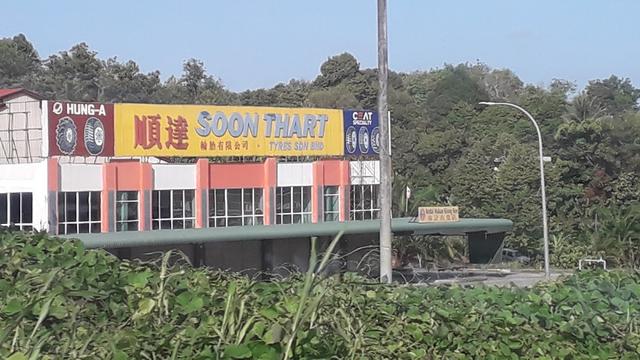 HUNG-A
順達 SOON THART
輪胎有限公司 · TYRES SDN BHD
CEAT
SPECIALTY